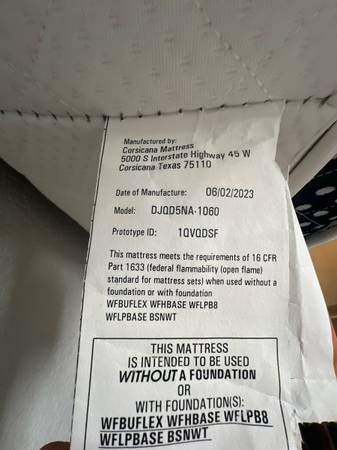 Manufactured by:
Corsicana Mattress
5000 S Interstate Highway 45 W
Corsicana Texas 75110
Date of Manufacture: 06/02/2023
Model: DJQD5NA-1060
Prototype ID: 1QVQDSF
This mattress meets the requirements of 16 CFR
Part 1633 (federal flammability (open flame)
standard for mattress sets) when used without a
foundation or with foundation
WFBUFLEX WFHBASE WFLPB8
WFLPBASE BSNWT
THIS MATTRESS
IS INTENDED TO BE USED
WITHOUT A FOUNDATION
OR
WITH FOUNDATION(S):
WFBUFLEX WFHBASE WFLPB8
WFLPBASE BSNWT